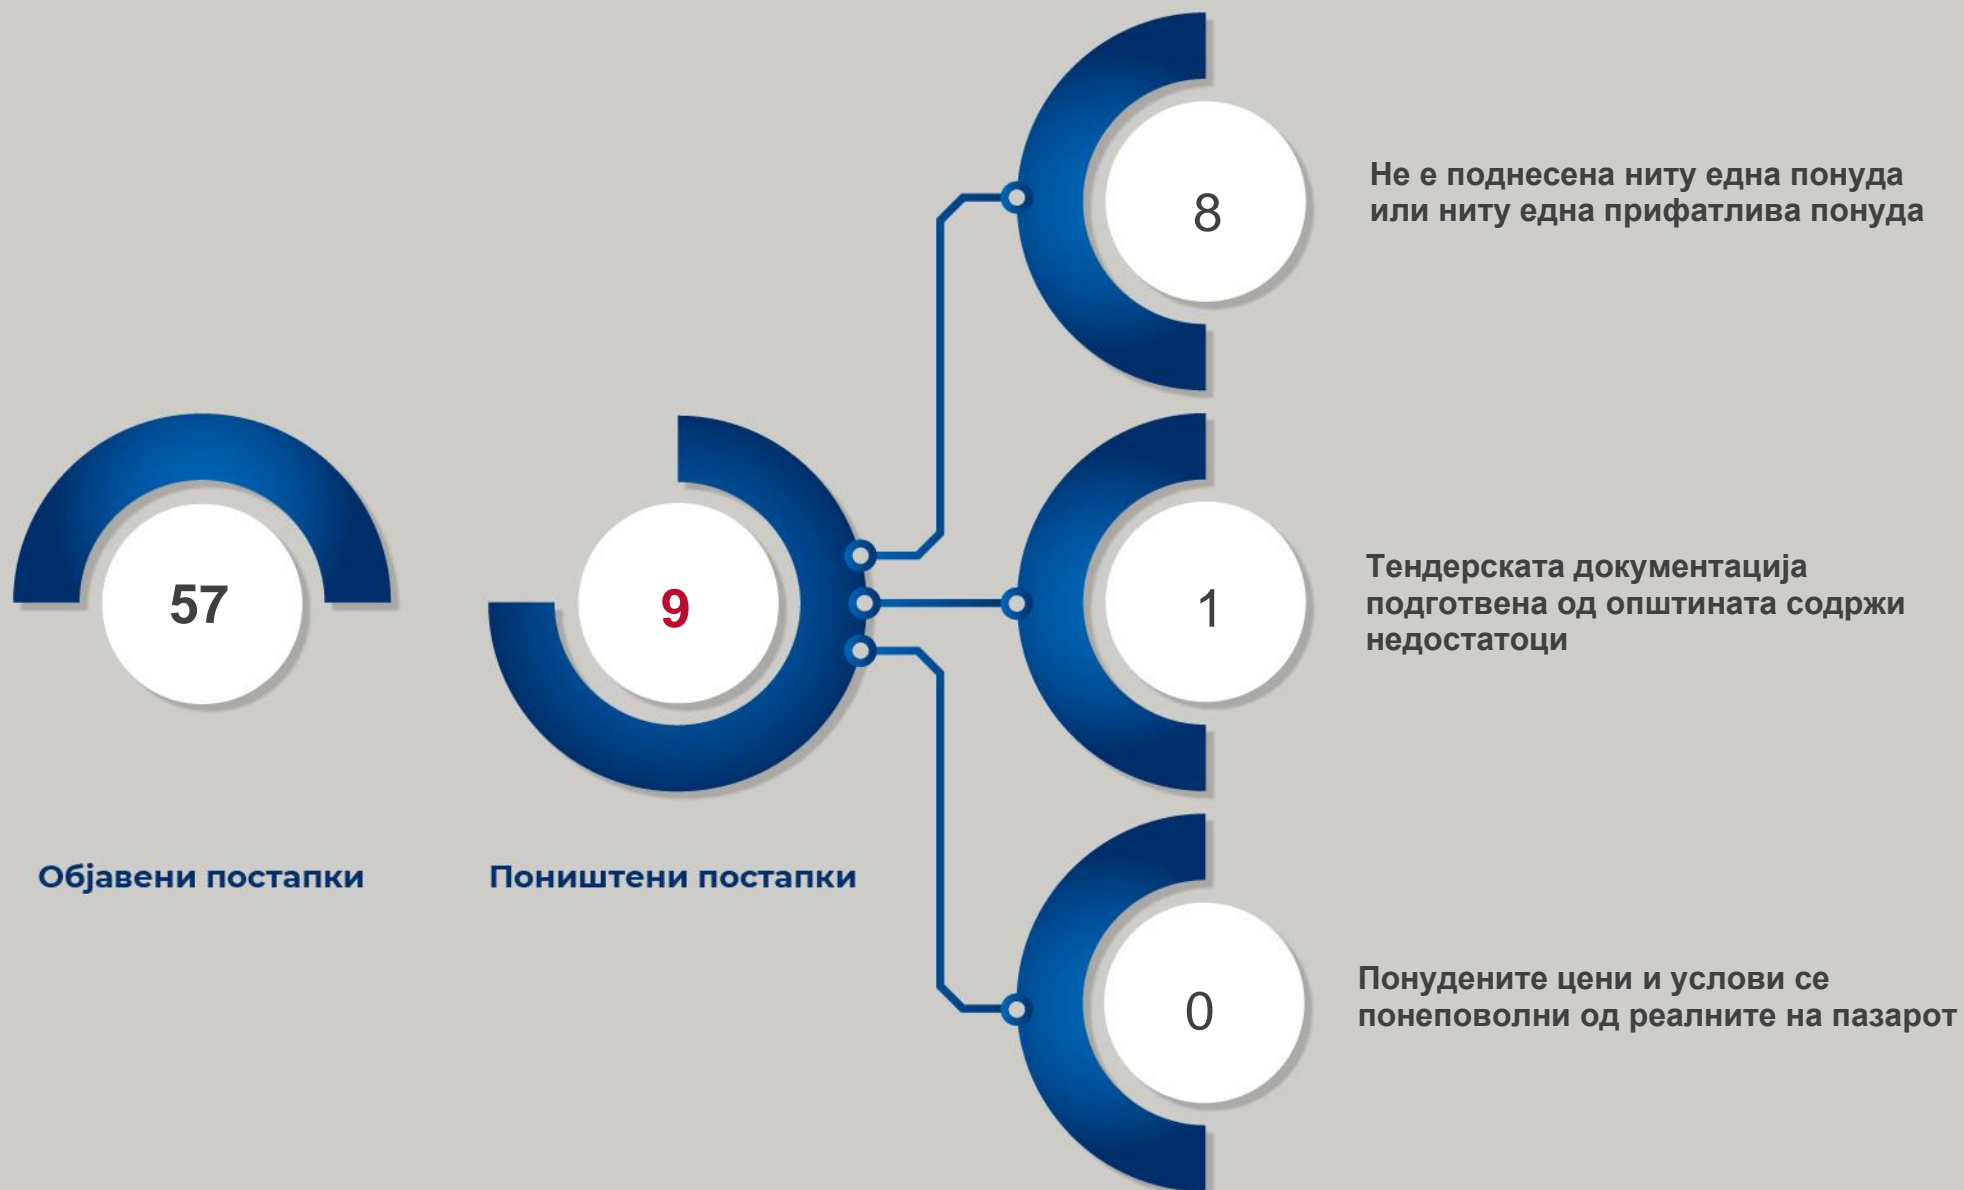 57
Објавени постапки
9
Поништени постапки
8
Не е поднесена ниту една понуда
или ниту една прифатлива понуда
1
Тендерската документација
подготвена од општината содржи
недостатоци
0
Понудените цени и услови се
понеповолни од реалните на пазарот